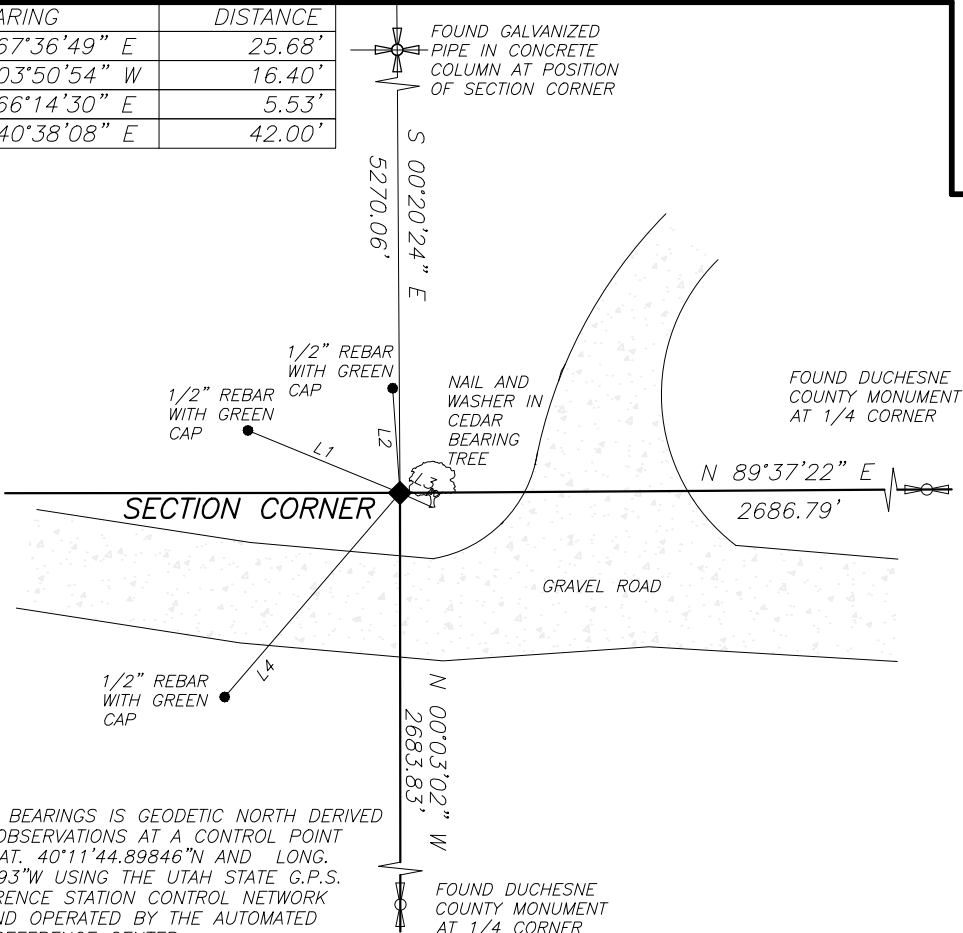 ARING DISTANCE
67°36'49" E 25.68'
03°50'54" W 16.40'
66°14'30" E 5.53'
40°38'08" E 42.00'
FOUND GALVANIZED
PIPE IN CONCRETE
COLUMN AT POSITION
OF SECTION CORNER
S 00°20'24" E
5270.06'
1/2" REBAR
WITH GREEN
CAP
1/2" REBAR
WITH GREEN
CAP
NAIL AND
WASHER IN
CEDAR
BEARING
TREE
FOUND DUCHESNE
COUNTY MONUMENT
AT 1/4 CORNER
L1
L2
L3
N 89°37'22" E
2686.79'
SECTION CORNER
GRAVEL ROAD
L4
1/2" REBAR
WITH GREEN
CAP
N 00°03'02" W
2683.83'
BEARINGS IS GEODETIC NORTH DERIVED
OBSERVATIONS AT A CONTROL POINT
AT. 40°11'44.89846"N AND LONG.
93"W USING THE UTAH STATE G.P.S.
RENCE STATION CONTROL NETWORK
ND OPERATED BY THE AUTOMATED
REFERENCE CENTER
FOUND DUCHESNE
COUNTY MONUMENT
AT 1/4 CORNER